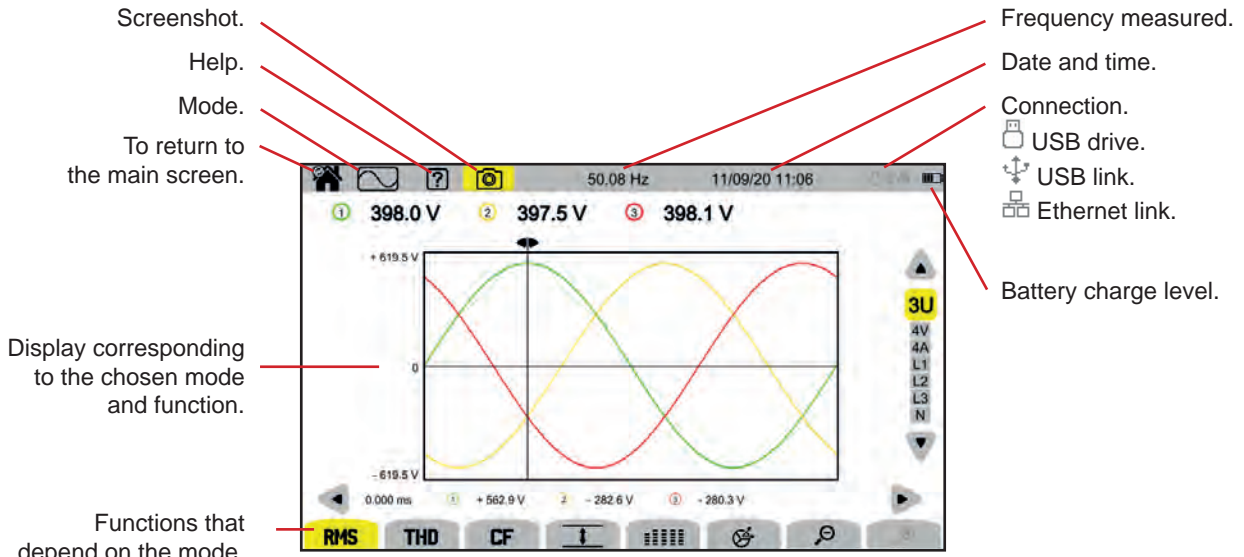 Screenshot.
Help.
Mode.
To return to
the main screen.
Frequency measured.
Date and time.
Connection.
USB drive.
USB link.
Ethernet link.
Battery charge level.
?
50.08 Hz 11/09/20 11:06
1 398.0 V 2 397.5 V 3 398.1 V
+ 619.5 V
0
- 619.5 V
3U
4V
4A
L1
L2
L3
N
0.000 ms 1 + 562.9 V 2 - 282.6 V 3 - 280.3 V
RMS THD CF
Display corresponding
to the chosen mode
and function.
Functions that
depend on the mode.